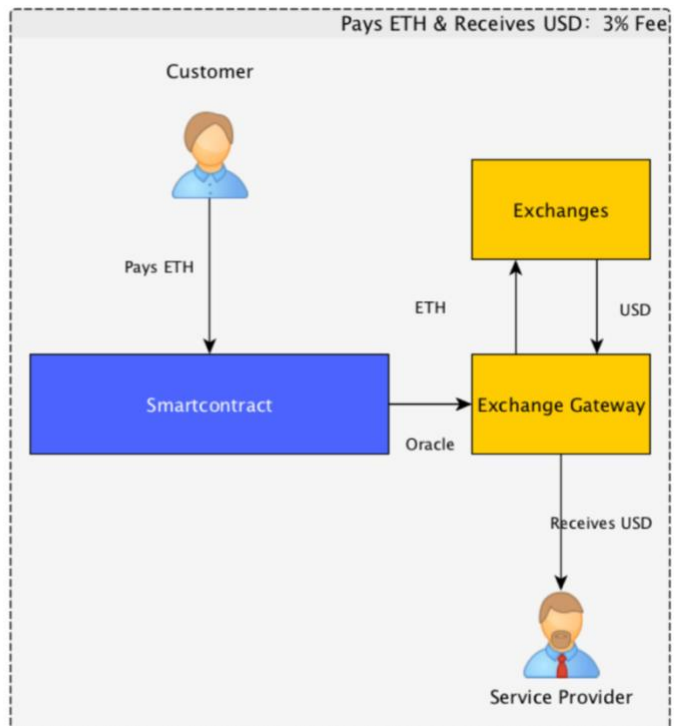 Pays ETH & Receives USD: 3% Fee
Customer
Exchanges
Pays ETH
ETH
USD
Smartcontract
Exchange Gateway
Oracle
Receives USD
Service Provider